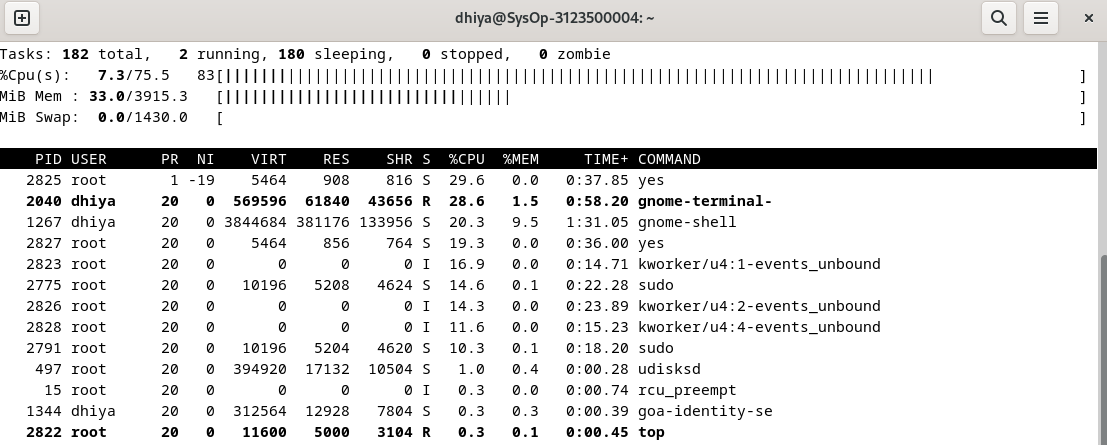 dhiya@SysOp-3123500004: ~
Tasks: 182 total, 2 running, 180 sleeping, 0 stopped, 0 zombie
%Cpu(s): 7.3/75.5 83[|||||||||||||||||||||||||||||||||||||||||||||||||||||||||||||||||||||||||||||||| ]
MiB Mem : 33.0/3915.3 [|||||||||||||||||||||||||||||||| ]
MiB Swap: 0.0/1430.0 [ ]
PID USER PR NI VIRT RES SHR S %CPU %MEM TIME+ COMMAND
2825 root 1 -19 5464 908 816 S 29.6 0.0 0:37.85 yes
2040 dhiya 20 0 569596 61840 43656 R 28.6 1.5 0:58.20 gnome-terminal-
1267 dhiya 20 0 3844684 381176 133956 S 20.3 9.5 1:31.05 gnome-shell
2827 root 20 0 5464 856 764 S 19.3 0.0 0:36.00 yes
2823 root 20 0 0 0 0 I 16.9 0.0 0:14.71 kworker/u4:1-events_unbound
2775 root 20 0 10196 5208 4624 S 14.6 0.1 0:22.28 sudo
2826 root 20 0 0 0 0 I 14.3 0.0 0:23.89 kworker/u4:2-events_unbound
2828 root 20 0 0 0 0 I 11.6 0.0 0:15.23 kworker/u4:4-events_unbound
2791 root 20 0 10196 5204 4620 S 10.3 0.1 0:18.20 sudo
497 root 20 0 394920 17132 10504 S 1.0 0.4 0:00.28 udisksd
15 root 20 0 0 0 0 I 0.3 0.0 0:00.74 rcu_preempt
1344 dhiya 20 0 312564 12928 7804 S 0.3 0.3 0:00.39 goa-identity-se
2822 root 20 0 11600 5000 3104 R 0.3 0.1 0:00.45 top